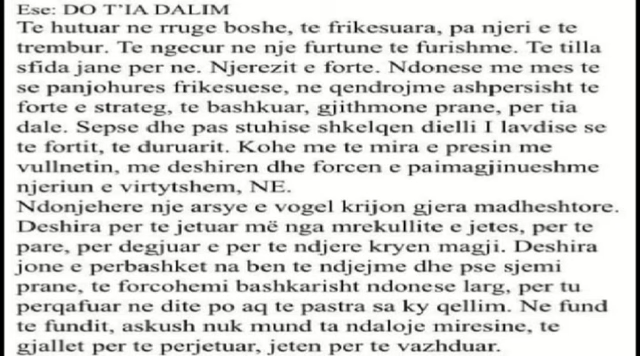 Ese: DO T'IA DALIM
Te hutuar ne rruge boshe, te frikesuara, pa njeri e te
trembur. Te ngecur ne nje furtune te furishme. Te tilla
sfida jane per ne. Njerezit e forte. Ndonese me mes te
se panjohures frikesuese, ne qendrojme ashpersisht te
forte e strateg, te bashkuar, gjithmone prane, per tia
dale. Sepse dhe pas stuhise shkelqen dielli I lavdise se
te fortit, te duruarit. Kohe me te mira e presin me
vullnetin, me deshiren dhe forcen e paimagjinueshme
njeriun e virtytshem, NE.
Ndonjehere nje arsye e vogel krijon gjera madheshtore.
Deshira per te jetuar më nga mrekullite e jetes, per te
pare, per degjuar e per te ndjere kryen magji. Deshira
jone e perbashket na ben te ndjejme dhe pse sjemi
prane, te forcohemi bashkarisht ndonese larg, per tu
perqafuar ne dite po aq te pastra sa ky qellim. Ne fund
te fundit, askush nuk mund ta ndaloje miresine, te
gjallet per te perjetuar, jeten per te vazhduar.